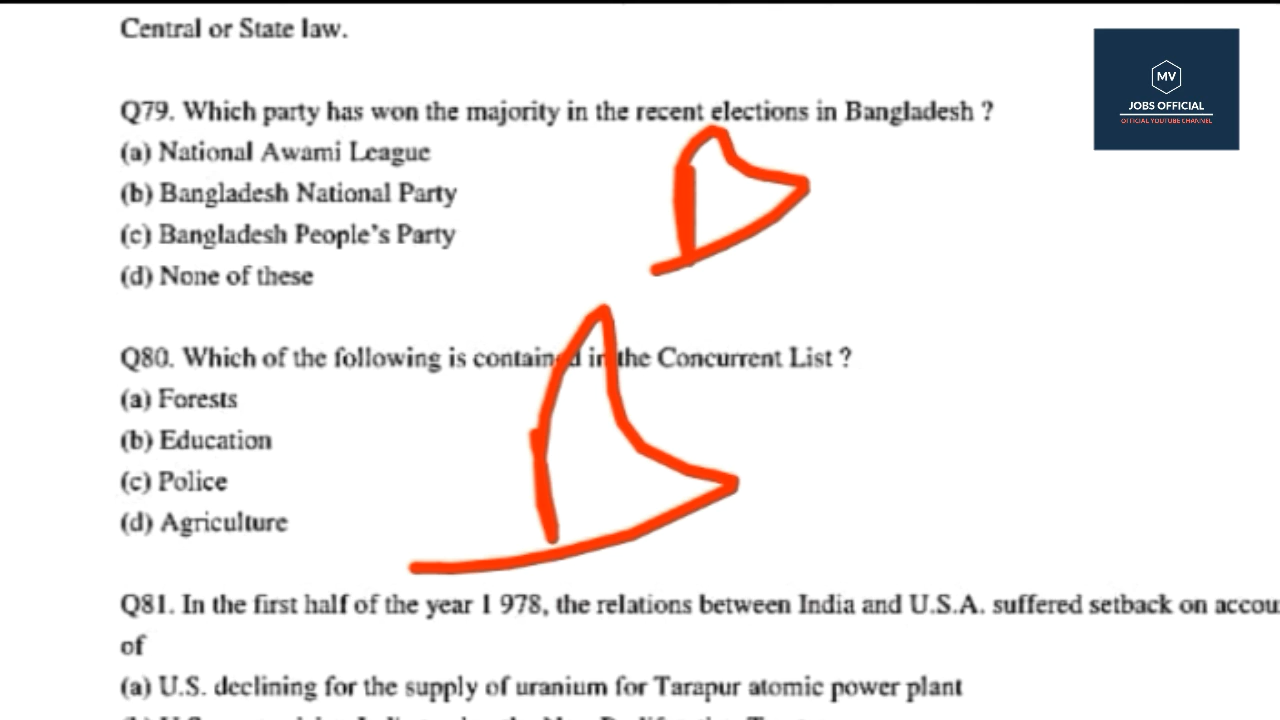 Central or State law.
MV
JOBS OFFICIAL
OFFICIAL YOUTUBE CHANNEL
Q79. Which party has won the majority in the recent elections in Bangladesh ?
(a) National Awami League
(b) Bangladesh National Party
(c) Bangladesh People's Party
(d) None of these
Q80. Which of the following is contained in the Concurrent List ?
(a) Forests
(b) Education
(c) Police
(d) Agriculture
Q81. In the first half of the year 1 978, the relations between India and U.S.A. suffered setback on accou
of
(a) U.S. declining for the supply of uranium for Tarapur atomic power plant